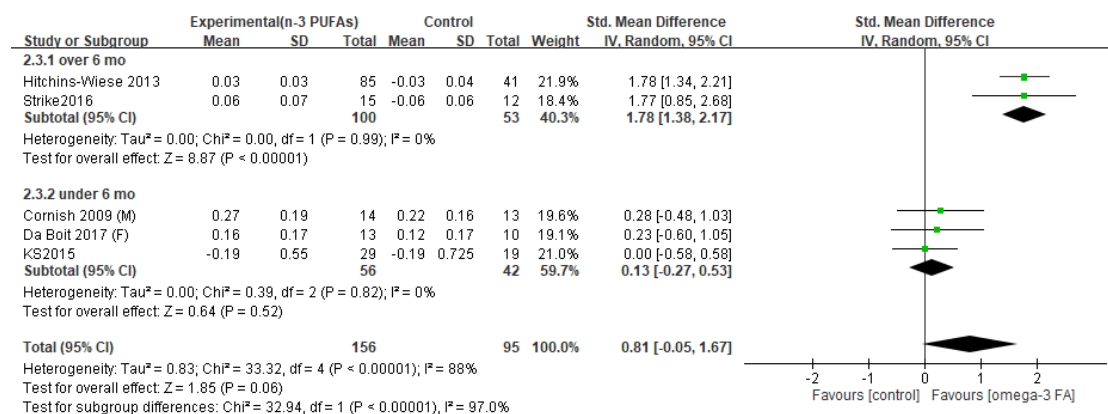 Experimental(n-3 PUFAs) Control Std. Mean Difference Std. Mean Difference
Study or Subgroup Mean SD Total Mean SD Total Weight IV, Random, 95% CI IV, Random, 95% CI
2.3.1 over 6 mo
Hitchins-Wiese 2013 0.03 0.03 85 -0.03 0.04 41 21.9% 1.78 [1.34, 2.21]
Strike2016 0.06 0.07 15 -0.06 0.06 12 18.4% 1.77 [0.85, 2.68]
Subtotal (95% CI) 100 53 40.3% 1.78 [1.38, 2.17]
Heterogeneity: Tau² = 0.00; Chi² = 0.00, df = 1 (P = 0.99); I² = 0%
Test for overall effect: Z = 8.87 (P < 0.00001)
2.3.2 under 6 mo
Cornish 2009 (M) 0.27 0.19 14 0.22 0.16 13 19.6% 0.28 [-0.48, 1.03]
Da Boit 2017 (F) 0.16 0.17 13 0.12 0.17 10 19.1% 0.23 [-0.60, 1.05]
KS2015 -0.19 0.55 29 -0.19 0.725 19 21.0% 0.00 [-0.58, 0.58]
Subtotal (95% CI) 56 42 59.7% 0.13 [-0.27, 0.53]
Heterogeneity: Tau² = 0.00; Chi² = 0.39, df = 2 (P = 0.82); I² = 0%
Test for overall effect: Z = 0.64 (P = 0.52)
Total (95% CI) 156 95 100.0% 0.81 [-0.05, 1.67]
Heterogeneity: Tau² = 0.83; Chi² = 33.32, df = 4 (P < 0.00001); I² = 88%
Test for overall effect: Z = 1.85 (P = 0.06)
Test for subgroup differences: Chi² = 32.94, df = 1 (P < 0.00001), I² = 97.0%
-2 -1 0 1 2
Favours [control] Favours [omega-3 FA]